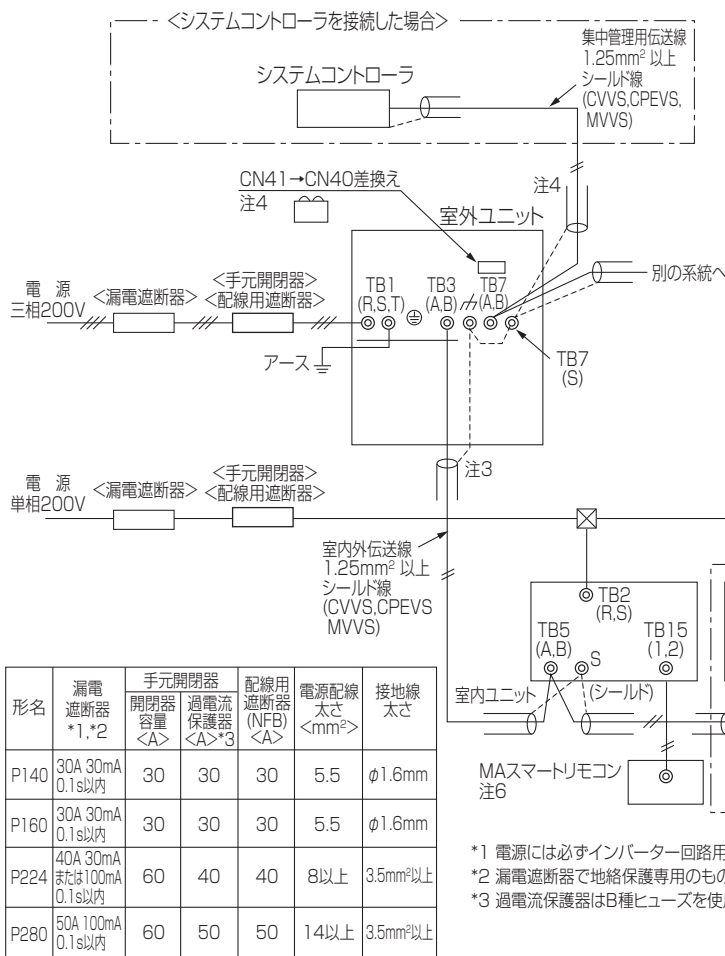 <システムコントローラを接続した場合>
集中管理用伝送線
1.25mm² 以上
シールド線
(CVVS,CPEVS,
MVVS)
システムコントローラ
CN41→CN40差換え
注4
注4
室外ユニット
別の系統へ
電 源
三相200V
<漏電遮断器>
<手元開閉器>
<配線用遮断器>
TB1
(R,S,T)
TB3
(A,B)
TB7
(A,B)
アース
TB7
(S)
注3
電 源
単相200V
<漏電遮断器>
<手元開閉器>
<配線用遮断器>
室内外伝送線
1.25mm² 以上
シールド線
(CVVS,CPEVS
MVVS)
TB2
(R,S)
TB5
(A,B)
S
TB15
(1,2)
室内ユニット
(シールド)
MAスマートリモコン
注6
形名 漏電遮断器 *1,*2 手元開閉器 開閉器容量<A> 過電流保護器<A>*3 配線用遮断器(NFB)<A> 電源配線太さ<mm²> 接地線太さ
P140 30A 30mA 0.1s以内 30 30 30 5.5 φ1.6mm
P160 30A 30mA 0.1s以内 30 30 30 5.5 φ1.6mm
P224 40A 30mA または100mA 0.1s以内 60 40 40 8以上 3.5mm²以上
P280 50A 100mA 0.1s以内 60 50 50 14以上 3.5mm²以上
*1 電源には必ずインバーター回路用
*2 漏電遮断器で地絡保護専用のもの
*3 過電流保護器はB種ヒューズを使